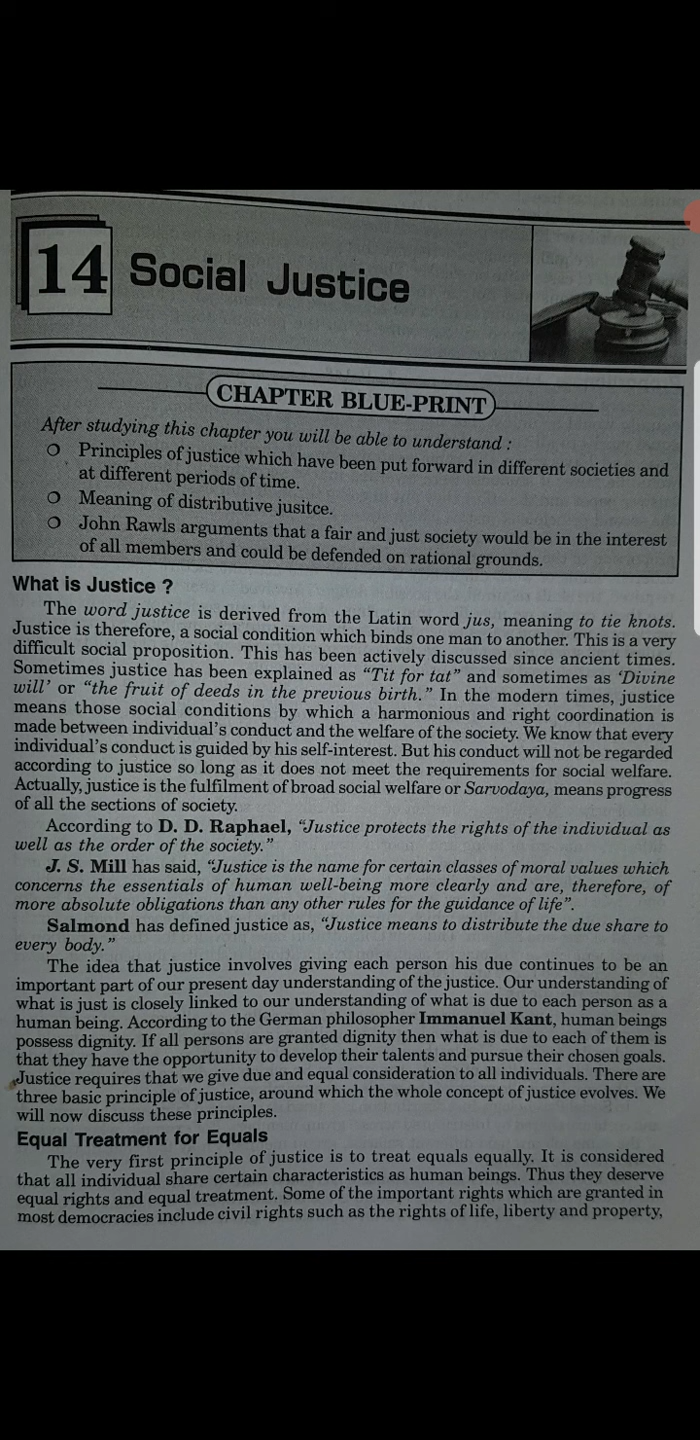 14 Social Justice
CHAPTER BLUE-PRINT
After studying this chapter you will be able to understand :
Principles of justice which have been put forward in different societies and
at different periods of time.
Meaning of distributive jusitce.
John Rawls arguments that a fair and just society would be in the interest
of all members and could be defended on rational grounds.
What is Justice ?
The word justice is derived from the Latin word jus, meaning to tie knots.
Justice is therefore, a social condition which binds one man to another. This is a very
difficult social proposition. This has been actively discussed since ancient times.
Sometimes justice has been explained as “Tit for tat” and sometimes as ‘Divine
will’ or “the fruit of deeds in the previous birth.” In the modern times, justice
means those social conditions by which a harmonious and right coordination is
made between individual’s conduct and the welfare of the society. We know that every
individual’s conduct is guided by his self-interest. But his conduct will not be regarded
according to justice so long as it does not meet the requirements for social welfare.
Actually, justice is the fulfilment of broad social welfare or Sarvodaya, means progress
of all the sections of society.
According to D. D. Raphael, “Justice protects the rights of the individual as
well as the order of the society.”
J. S. Mill has said, “Justice is the name for certain classes of moral values which
concerns the essentials of human well-being more clearly and are, therefore, of
more absolute obligations than any other rules for the guidance of life”.
Salmond has defined justice as, “Justice means to distribute the due share to
every body.”
The idea that justice involves giving each person his due continues to be an
important part of our present day understanding of the justice. Our understanding of
what is just is closely linked to our understanding of what is due to each person as a
human being. According to the German philosopher Immanuel Kant, human beings
possess dignity. If all persons are granted dignity then what is due to each of them is
that they have the opportunity to develop their talents and pursue their chosen goals.
Justice requires that we give due and equal consideration to all individuals. There are
three basic principle of justice, around which the whole concept of justice evolves. We
will now discuss these principles.
Equal Treatment for Equals
The very first principle of justice is to treat equals equally. It is considered
that all individual share certain characteristics as human beings. Thus they deserve
equal rights and equal treatment. Some of the important rights which are granted in
most democracies include civil rights such as the rights of life, liberty and property,